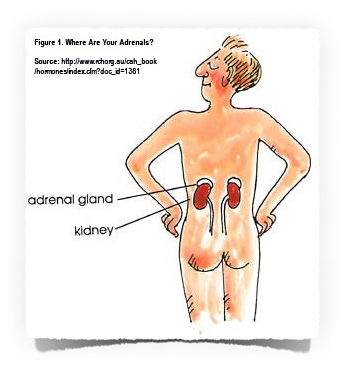 Figure 1. Where Are Your Adrenals?
Source: http://www.rchorg.au/cah_book
/hormones/index.cfm?doc_id=1381
adrenal gland
kidney